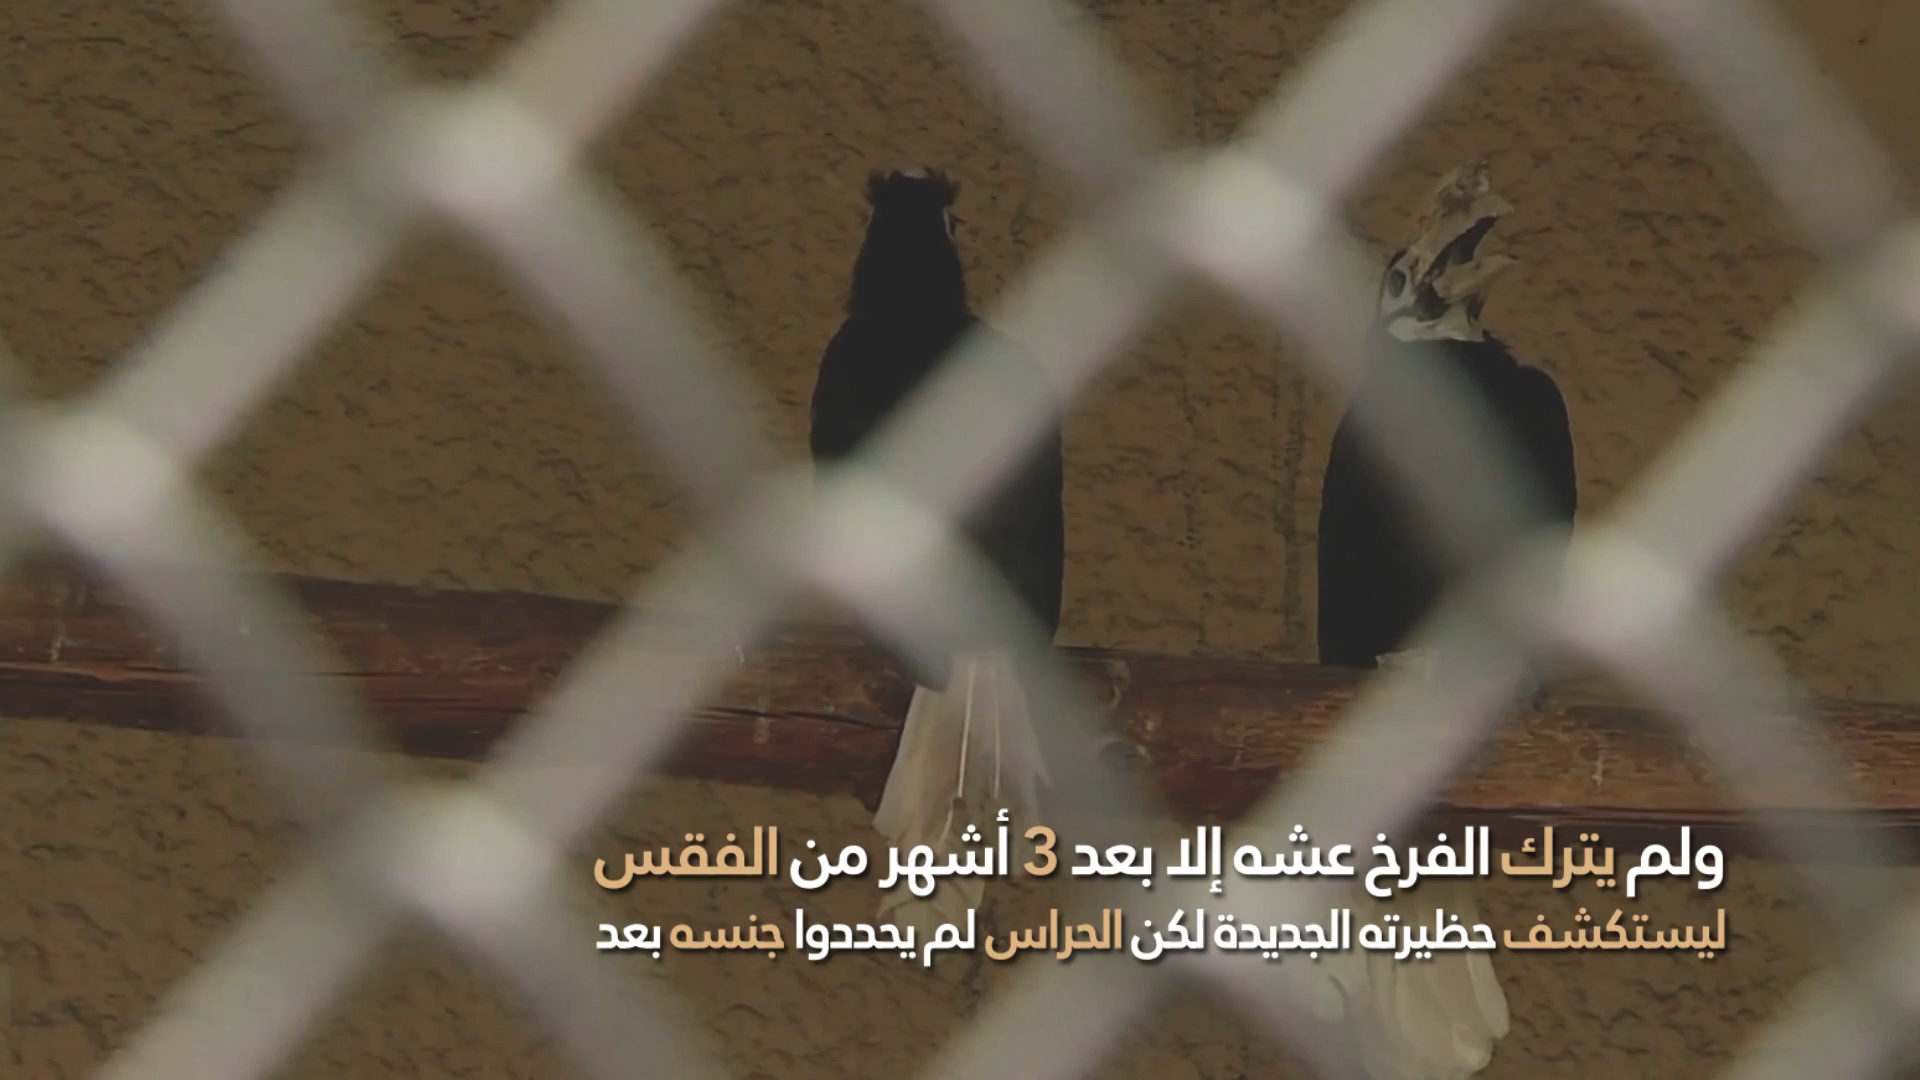 ولم يترك الفرخ عشه إلا بعد 3 أشهر من الفقس
ليستكشف حظيرته الجديدة لكن الحراس لم يحددوا جنسه بعد